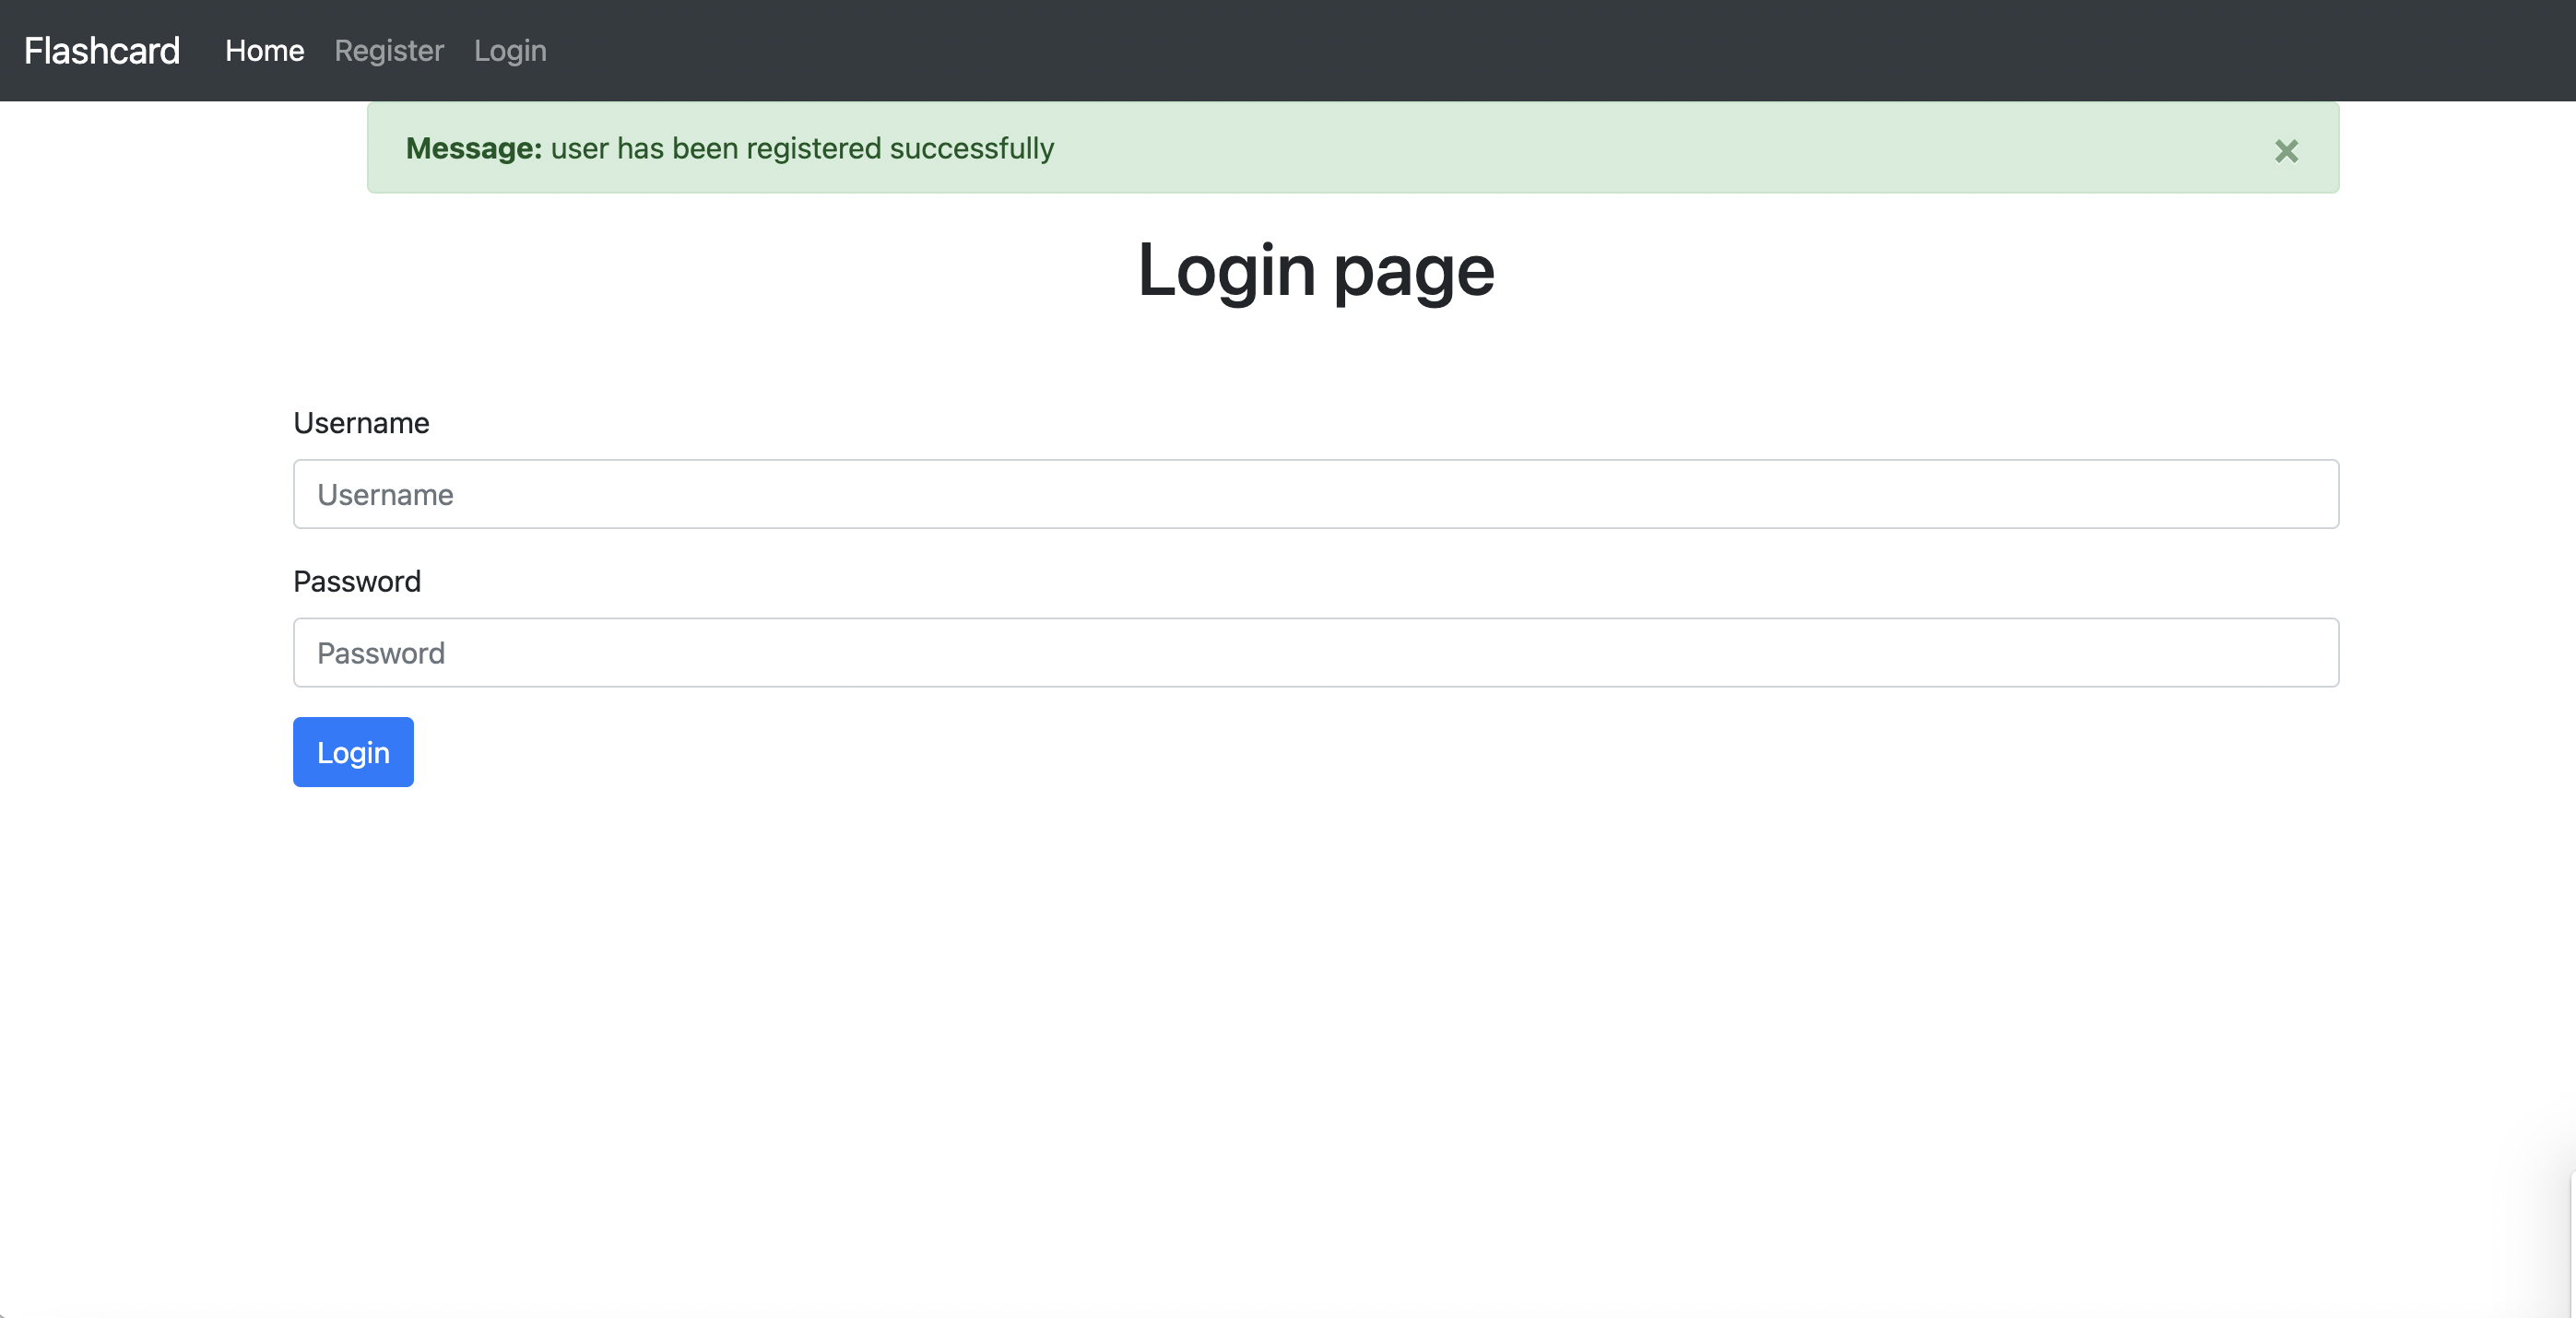 Flashcard Home Register Login
Message: user has been registered successfully ×
Login page
Username
Username
Password
Password
Login